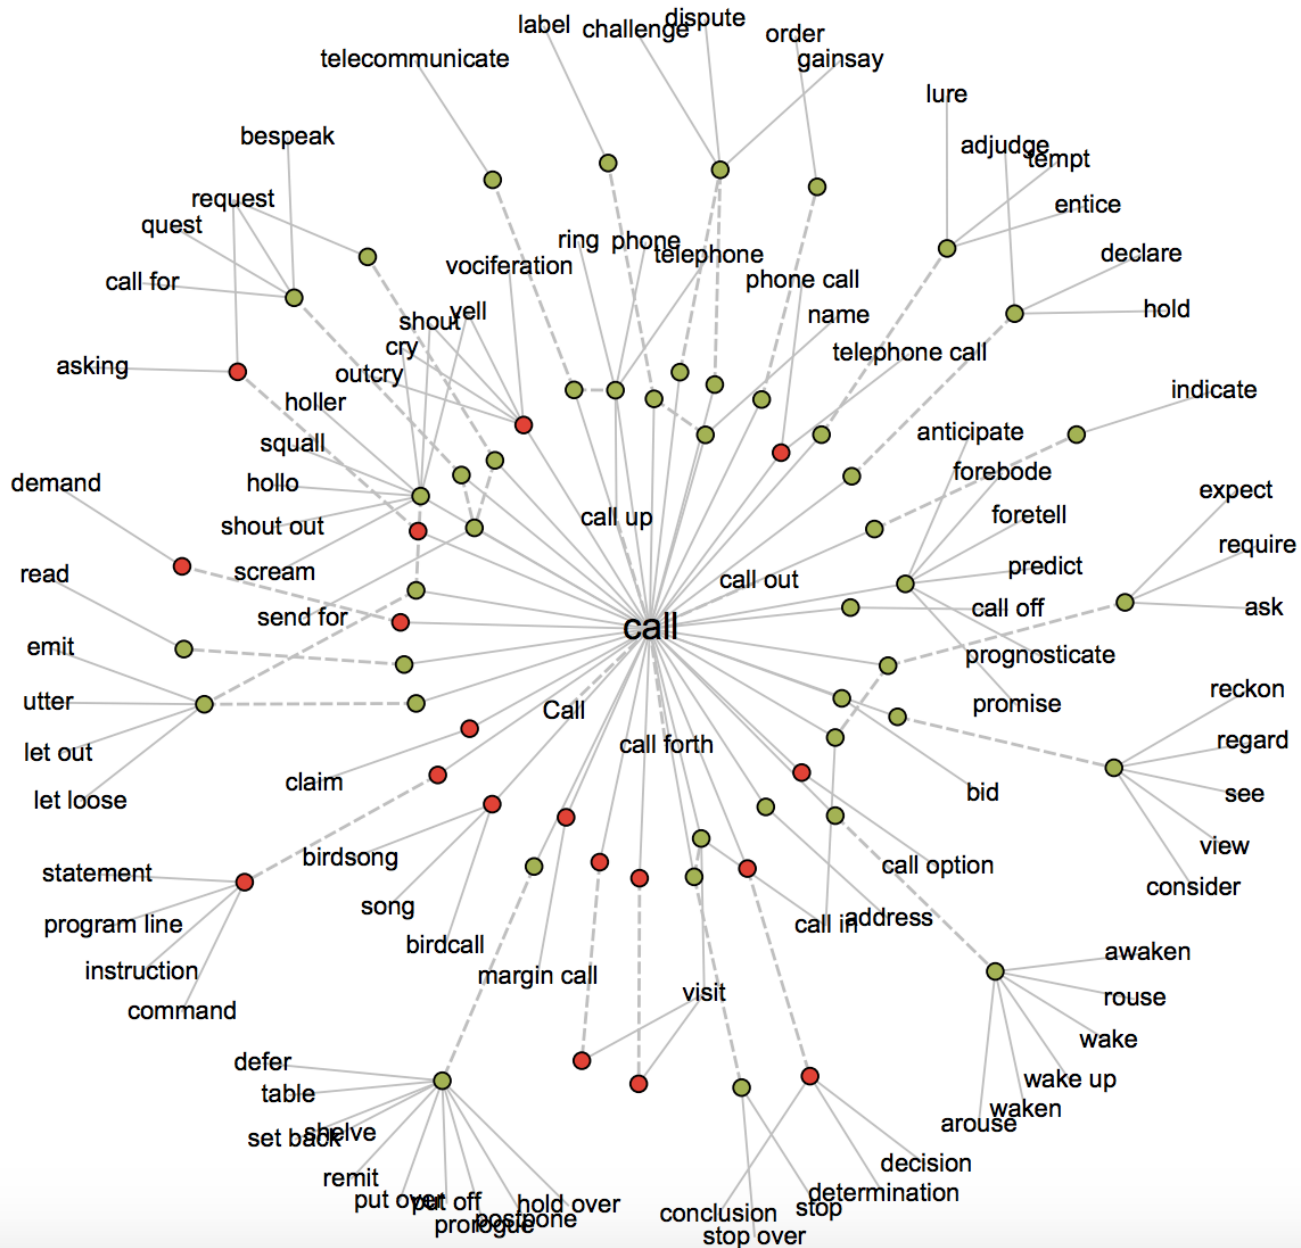 label
challenge
dispute
order
gainsay
telecommunicate
lure
bespeak
adjudge
tempt
request
entice
quest
ring
phone
telephone
declare
call for
vociferation
phone call
hold
yell
shout
name
cry
telephone call
asking
outcry
indicate
holler
anticipate
squall
forebode
demand
hollo
expect
shout out
foretell
require
read
scream
call up
call out
predict
ask
send for
call
call off
emit
prognosticate
utter
Call
promise
reckon
let out
call forth
regard
claim
bid
see
let loose
view
birdsong
call option
consider
statement
song
call in
address
program line
birdcall
awaken
instruction
margin call
visit
rouse
command
wake
defer
wake up
table
waken
arouse
shelve
set back
decision
remit
determination
put over
put off
hold over
stop
prorogue
postpone
conclusion
stop over